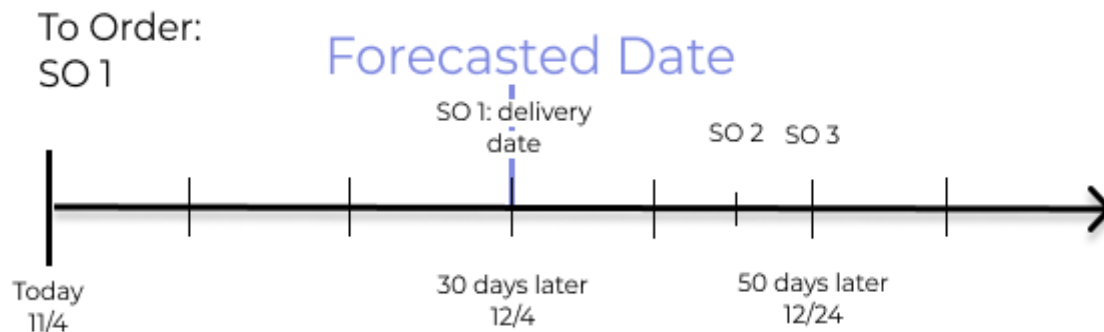 To Order:
SO 1
Forecasted Date
SO 1: delivery
date
SO 2
SO 3
Today
11/4
30 days later
12/4
50 days later
12/24